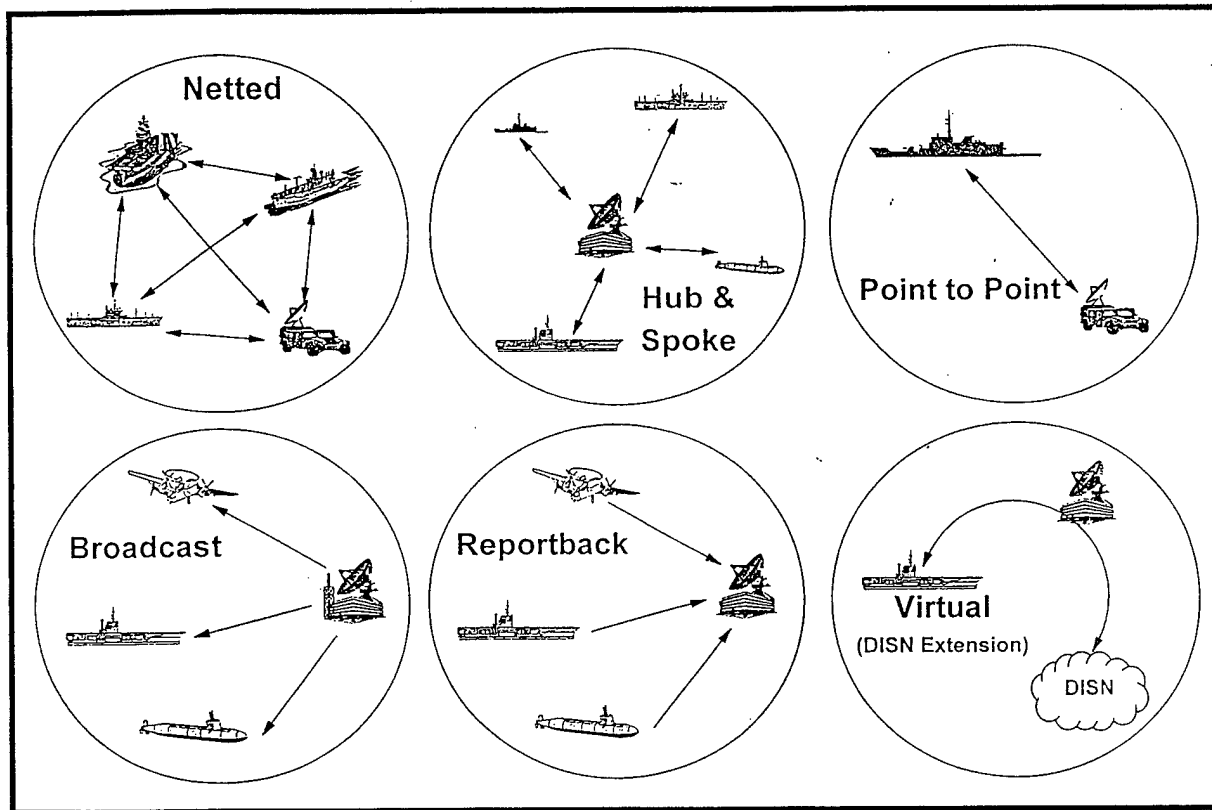 Netted
Hub &
Spoke
Point to Point
Broadcast
Reportback
Virtual
(DISN Extension)
DISN